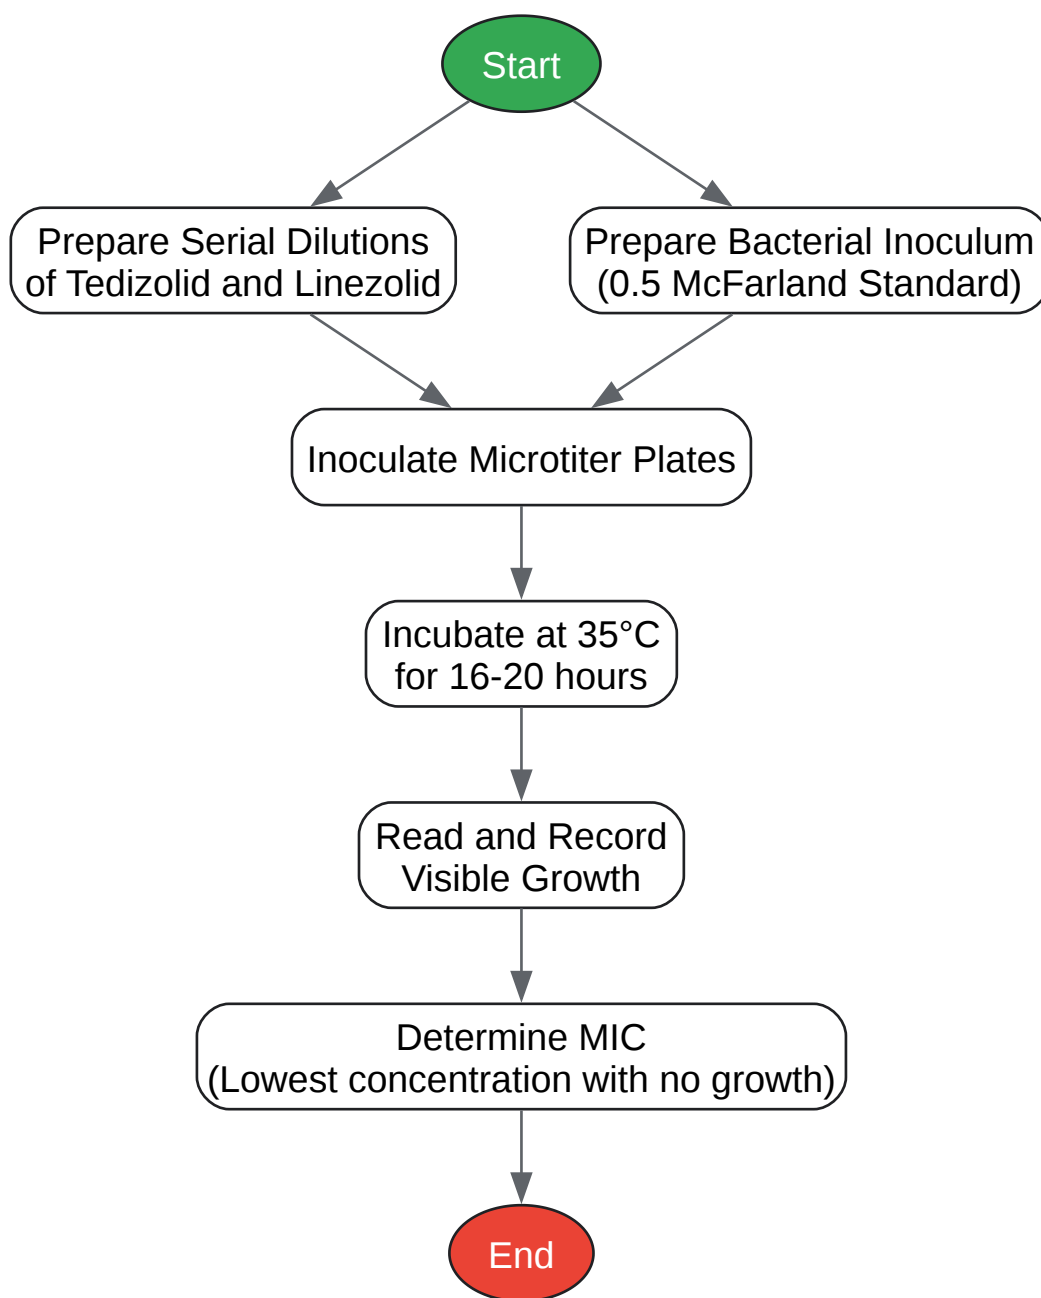 Start
Prepare Serial Dilutions
of Tedizolid and Linezolid
Prepare Bacterial Inoculum
(0.5 McFarland Standard)
Inoculate Microtiter Plates
Incubate at 35°C
for 16-20 hours
Read and Record
Visible Growth
Determine MIC
(Lowest concentration with no growth)
End